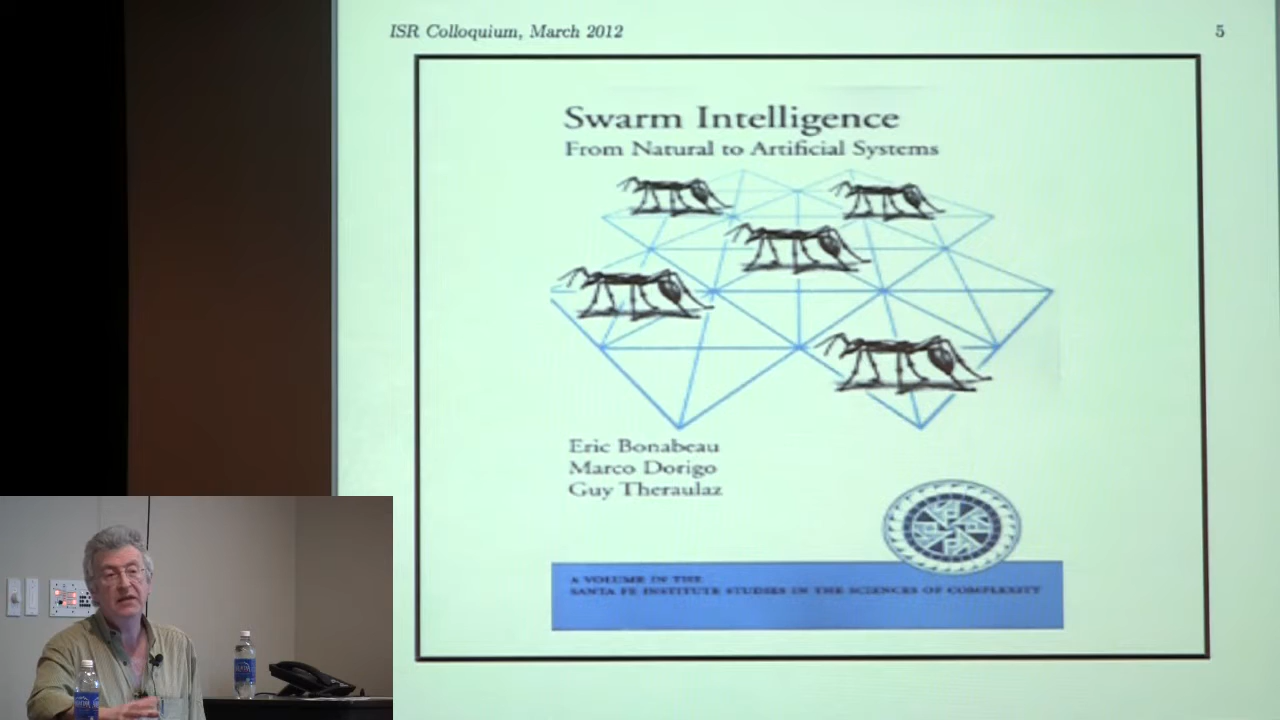 ISR Colloquium, March 2012
5
Swarm Intelligence
From Natural to Artificial Systems
Eric Bonabeau
Marco Dorigo
Guy Theraulaz
A VOLUME IN THE
SANTA FE INSTITUTE STUDIES IN THE SCIENCES OF COMPLEXITY